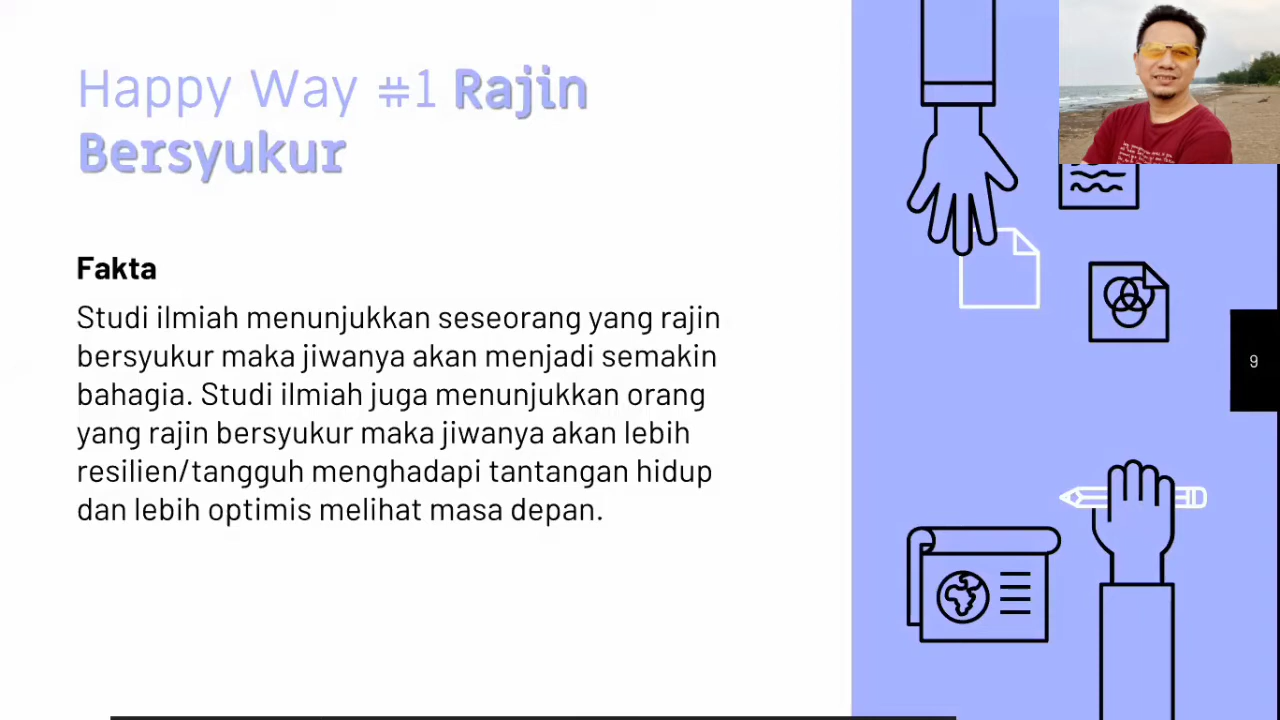 Happy Way #1 Rajin
Bersyukur
Fakta
Studi ilmiah menunjukkan seseorang yang rajin
bersyukur maka jiwanya akan menjadi semakin
bahagia. Studi ilmiah juga menunjukkan orang
yang rajin bersyukur maka jiwanya akan lebih
resilien/tangguh menghadapi tantangan hidup
dan lebih optimis melihat masa depan.
9